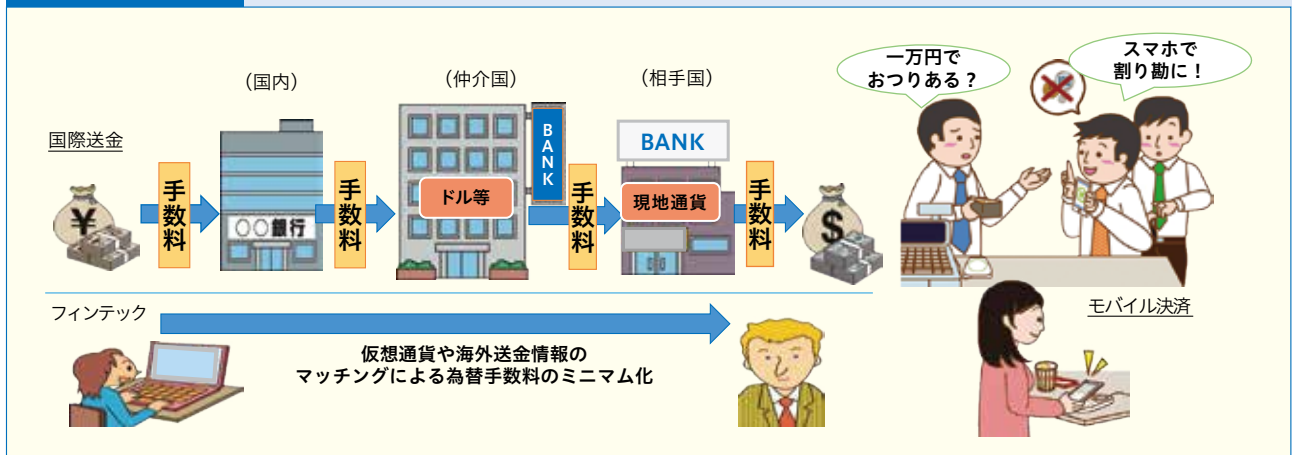 国際送金
(国内)
(仲介国)
(相手国)
¥
手数料
〇〇銀行
手数料
ドル等
BANK
手数料
BANK
現地通貨
手数料
$
一万円で
おつりある？
スマホで
割り勘に！
フィンテック
仮想通貨や海外送金情報の
マッチングによる為替手数料のミニマム化
モバイル決済